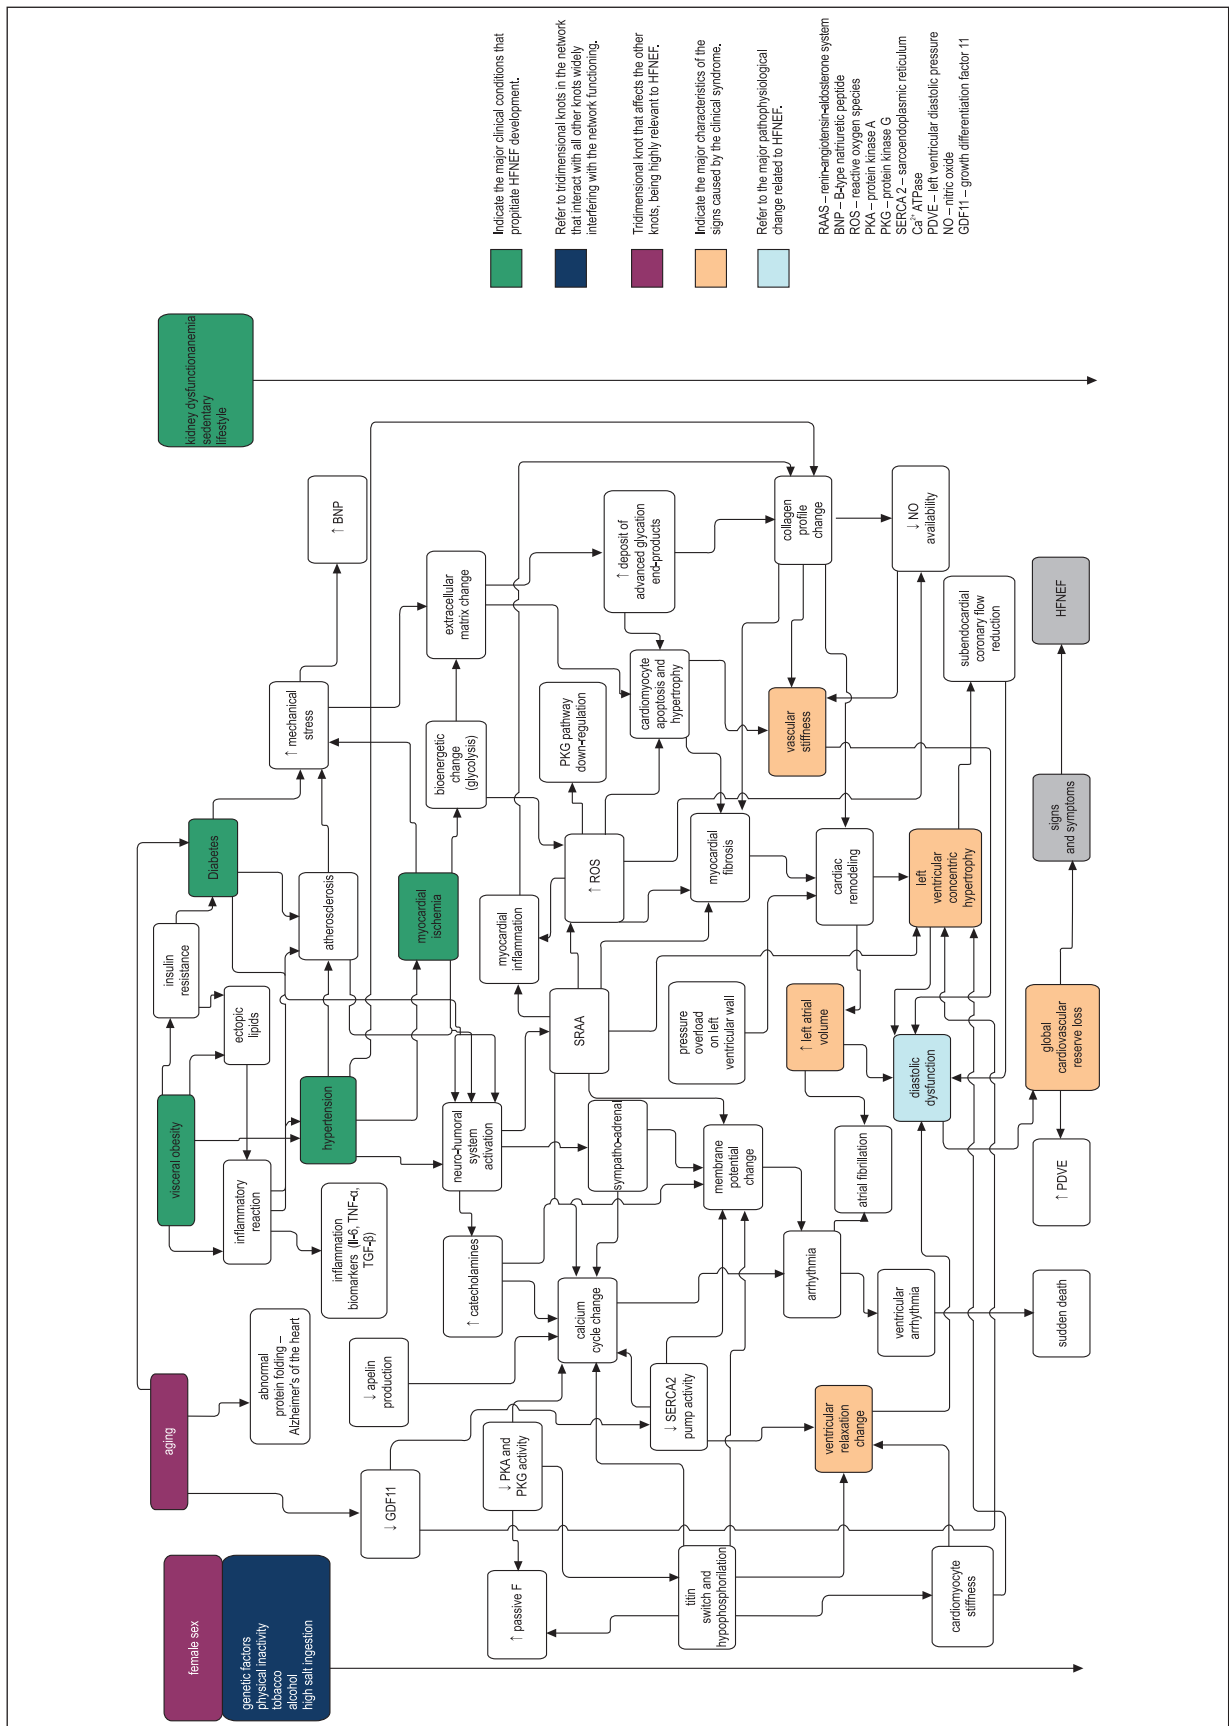 female sex
genetic factors
physical inactivity
tobacco
alcohol
high salt ingestion
aging
abnormal
protein folding –
Alzheimer's of the heart
↓ GDF11
visceral obesity
insulin
resistance
Diabetes
ectopic
lipids
inflammatory
reaction
inflammation
biomarkers (Il-6, TNF-α,
TGF-β)
hypertension
atherosclerosis
↑ mechanical
stress
↑ BNP
kidney dysfunctionanemia
sedentary
lifestyle
↓ apelin
production
↑ catecholamines
neuro-humoral
system
activation
myocardial
ischemia
bioenergetic
change
(glycolysis)
extracellular
matrix change
↑ passive F
↓ PKA and
PKG activity
calcium
cycle change
sympatho-adrenal
SRAA
myocardial
inflammation
↑ ROS
PKG pathway
down-regulation
cardiomyocyte
apoptosis and
hypertrophy
↑ deposit of
advanced glycation
end-products
titin
switch and
hypophosphorilation
↓ SERCA2
pump activity
membrane
potential
change
pressure
overload
on left
ventricular wall
myocardial
fibrosis
vascular
stiffness
collagen
profile
change
ventricular
relaxation
change
arrhythmia
atrial fibrillation
↑ left atrial
volume
cardiac
remodeling
↓ NO
availability
cardiomyocyte
stiffness
ventricular
arrhythmia
diastolic
dysfunction
left
ventricular
concentric
hypertrophy
subendocardial
coronary flow
reduction
sudden death
↑ PDVE
global
cardiovascular
reserve loss
signs
and symptoms
HFNEF
Indicate the major clinical conditions that
propitiate HFNEF development.
Refer to tridimensional knots in the network
that interact with all other knots widely
interfering with the network functioning.
Tridimensional knot that affects the other
knots, being highly relevant to HFNEF.
Indicate the major characteristics of the
signs caused by the clinical syndrome.
Refer to the major pathophysiological
change related to HFNEF.
RAAS – renin-angiotensin-aldosterone system
BNP – B-type natriuretic peptide
ROS – reactive oxygen species
PKA – protein kinase A
PKG – protein kinase G
SERCA 2 – sarcoendoplasmic reticulum
Ca²⁺ ATPase
PDVE – left ventricular diastolic pressure
NO – nitric oxide
GDF11 – growth differentiation factor 11